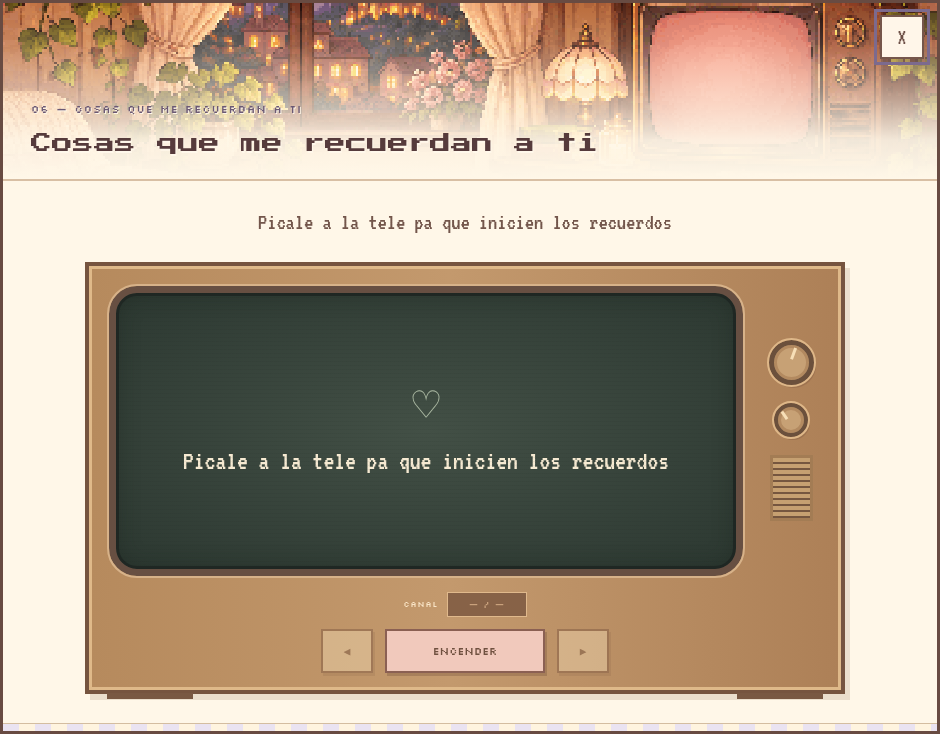 X
06 — COSAS QUE ME RECUERDAN A TI
Cosas que me recuerdan a ti
Picale a la tele pa que inicien los recuerdos
♡
Picale a la tele pa que inicien los recuerdos
CANAL — / —
◄ ENCENDER ►